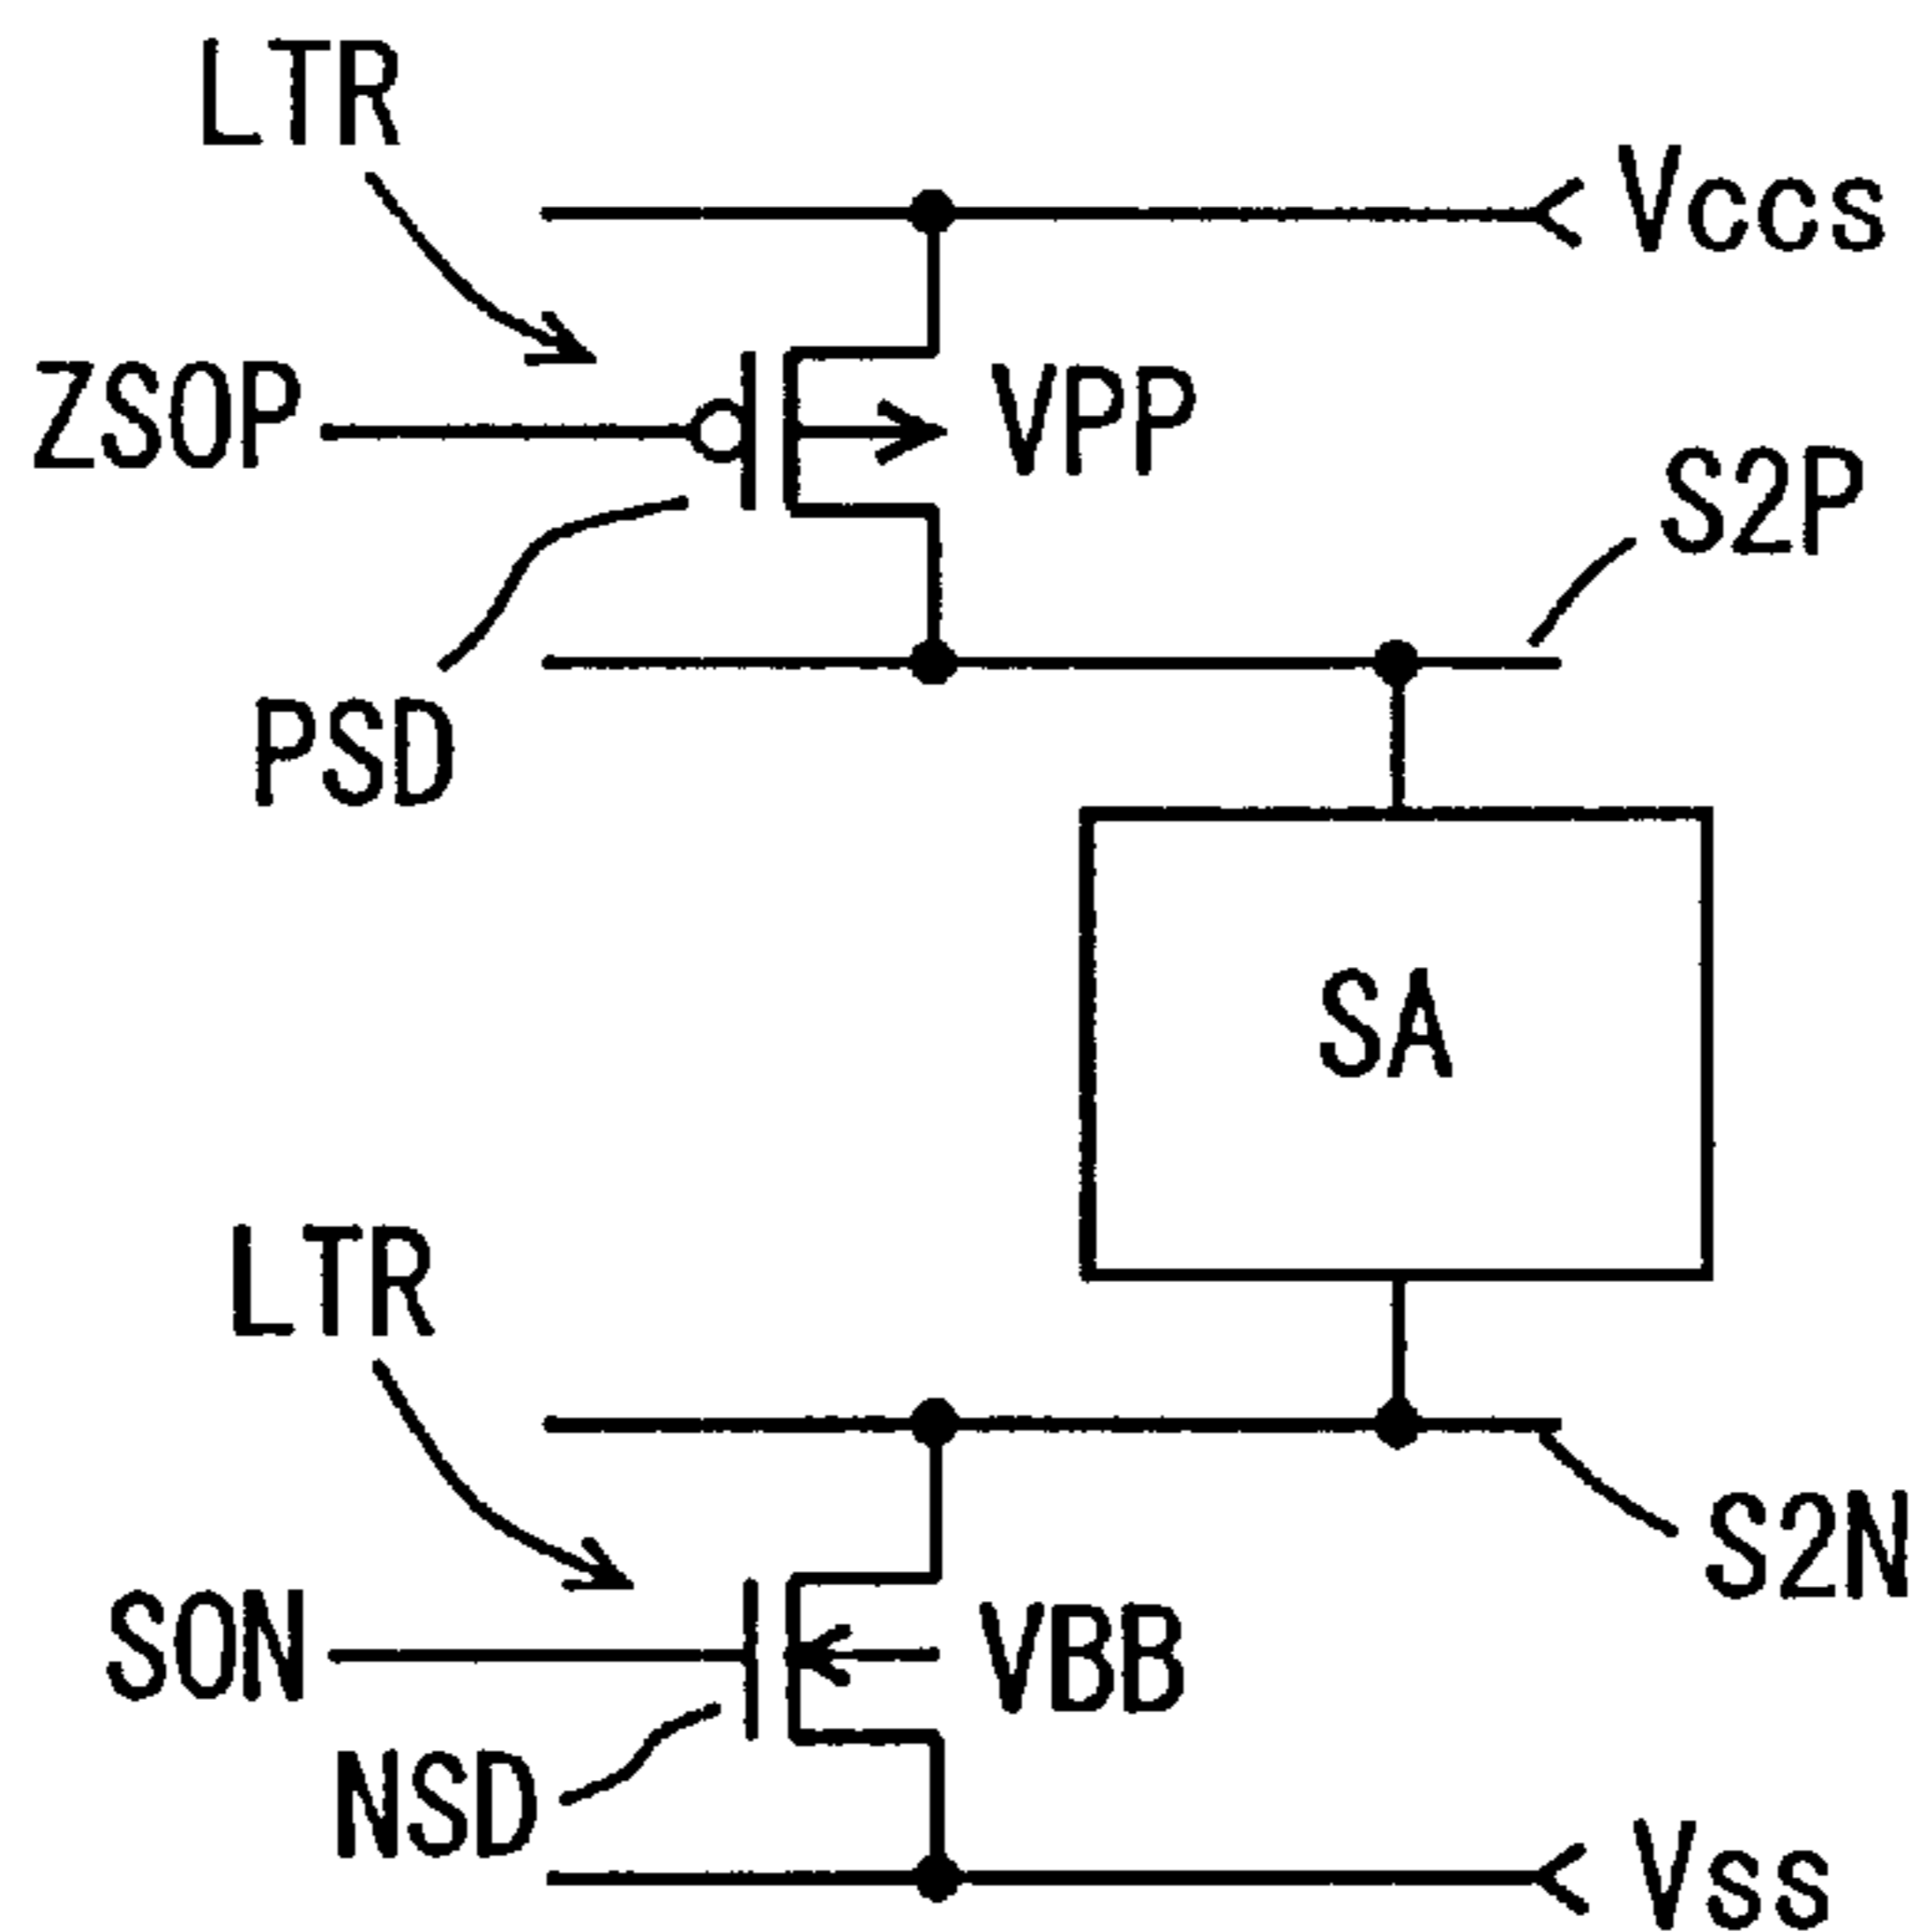 LTR
Vccs
ZSOP
VPP
S2P
PSD
SA
LTR
S2N
SON
VBB
NSD
Vss